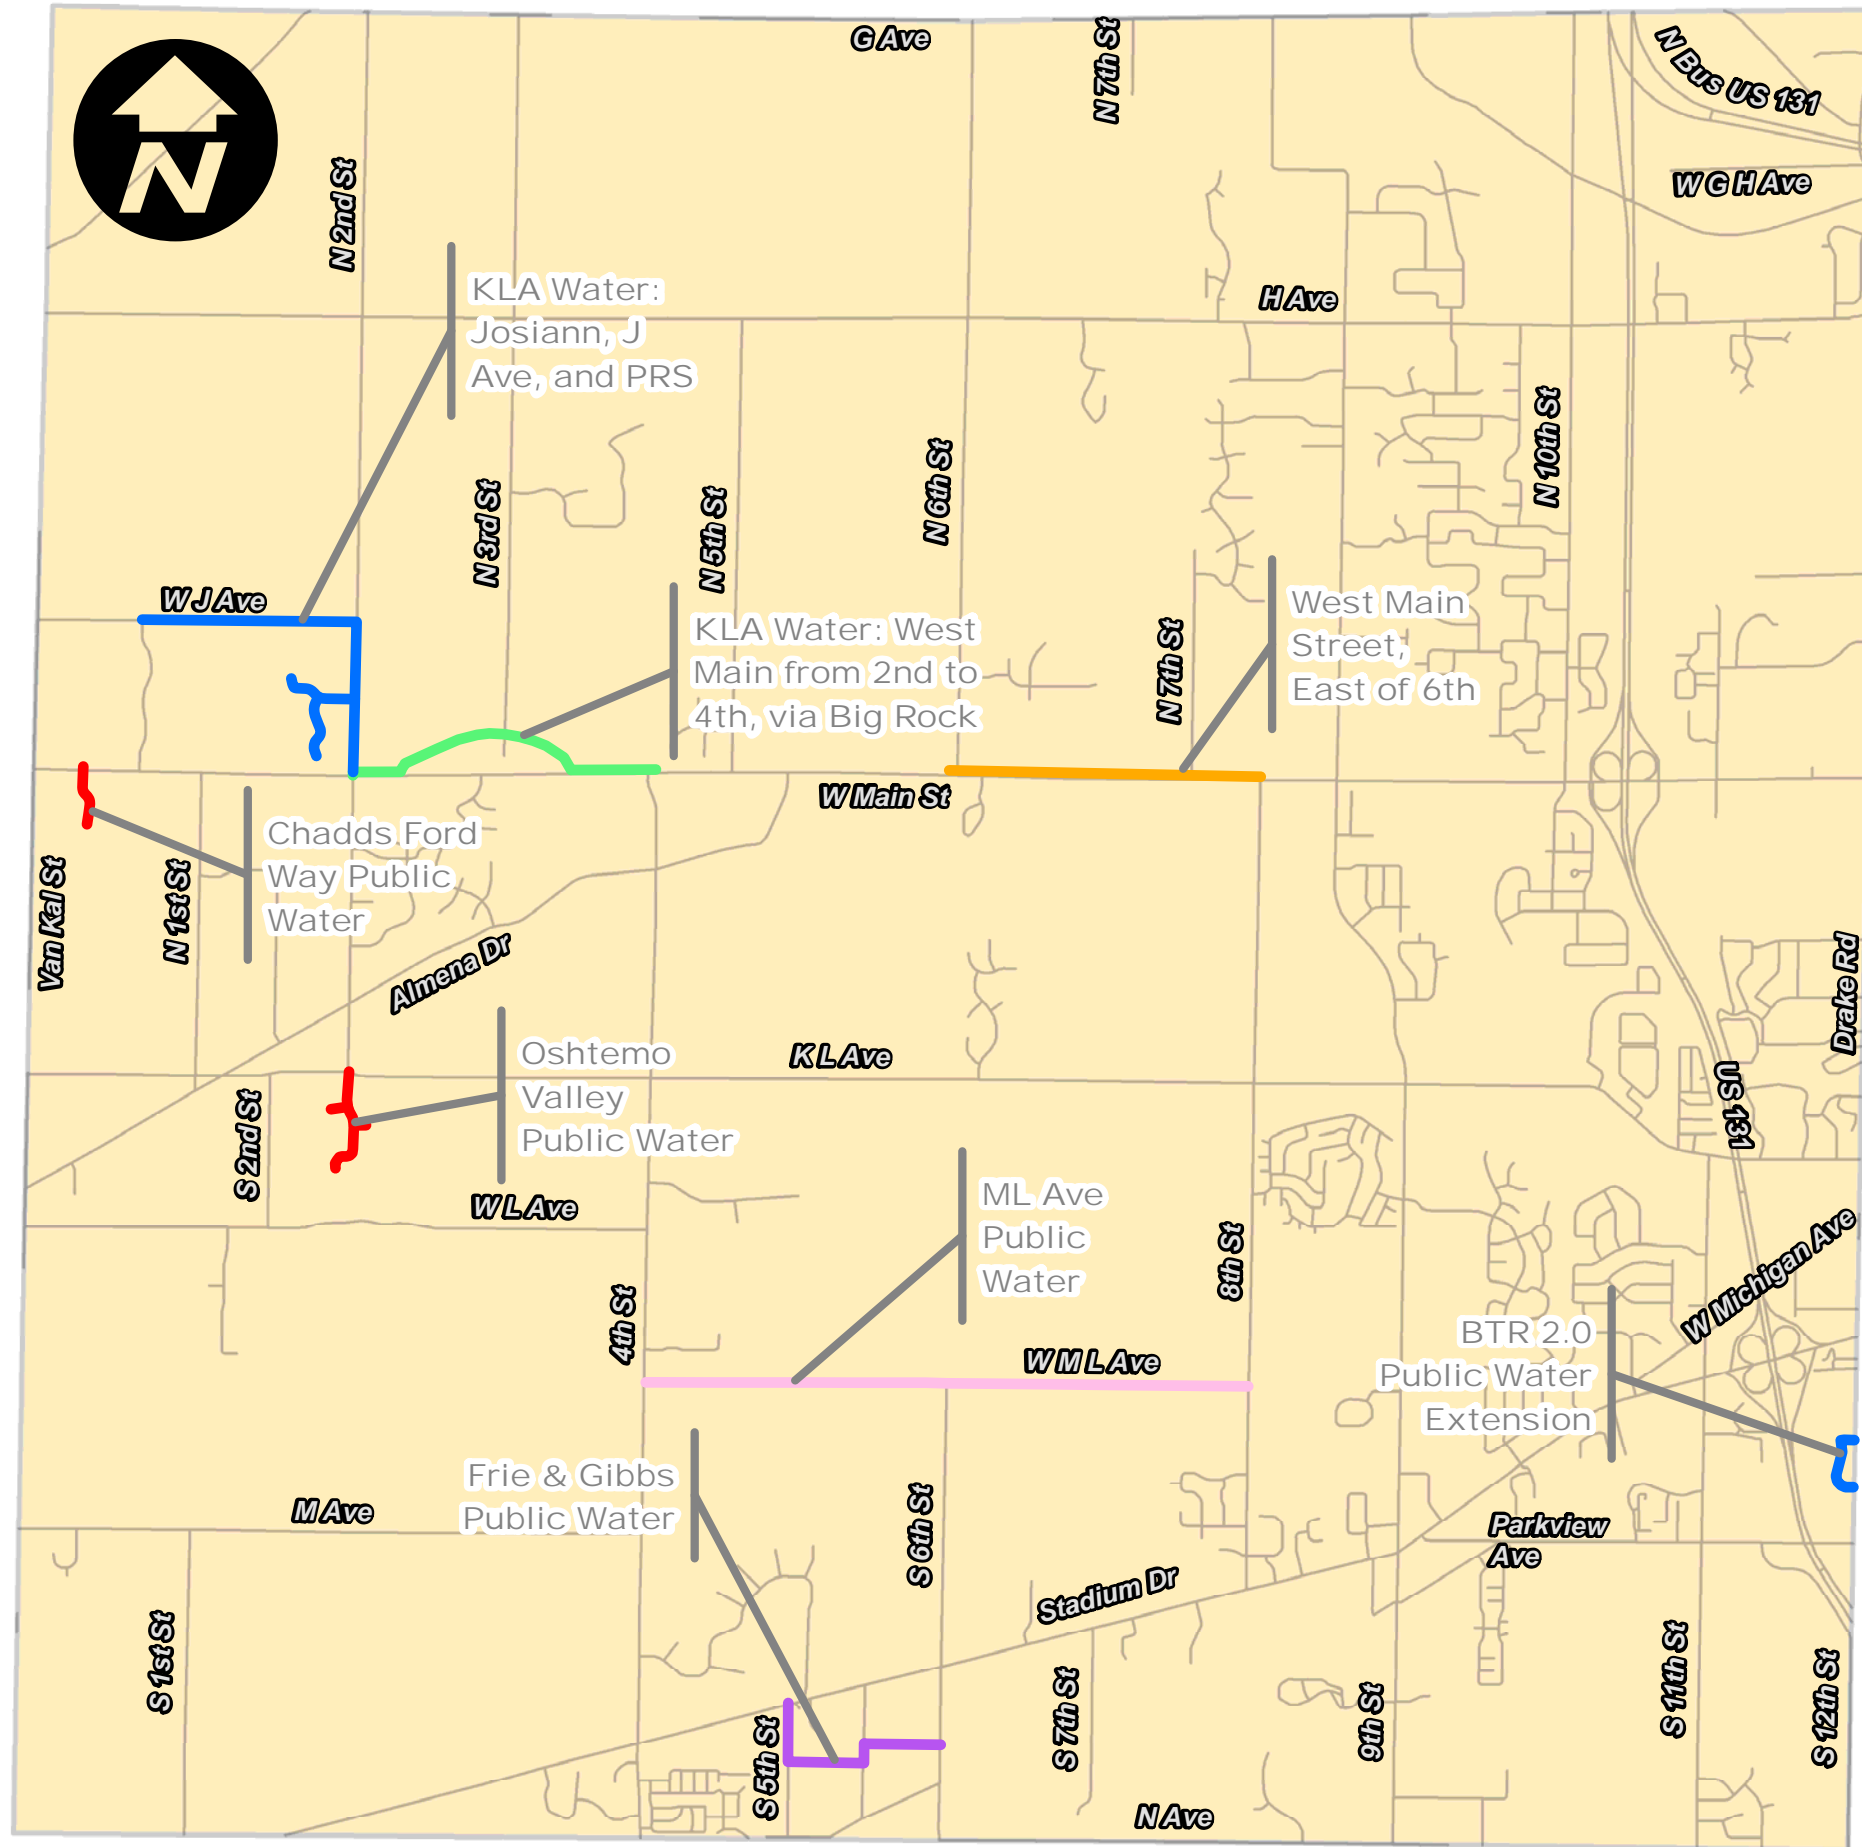 G Ave
N 7th St
N Bus US 131
W G H Ave
N
N 2nd St
H Ave
KLA Water:
Josiann, J
Ave, and PRS
N 3rd St
N 5th St
N 6th St
N 10th St
W J Ave
KLA Water: West
Main from 2nd to
4th, via Big Rock
N 7th St
West Main
Street,
East of 6th
W Main St
Chadds Ford
Way Public
Water
Van Kal St
N 1st St
Almena Dr
Drake Rd
Oshtemo
Valley
Public Water
K L Ave
US 131
S 2nd St
W L Ave
ML Ave
Public
Water
8th St
W Michigan Ave
4th St
W M L Ave
BTR 2.0
Public Water
Extension
Frie & Gibbs
Public Water
M Ave
S 6th St
Parkview
Ave
Stadium Dr
S 1st St
S 5th St
S 7th St
9th St
S 11th St
S 12th St
N Ave